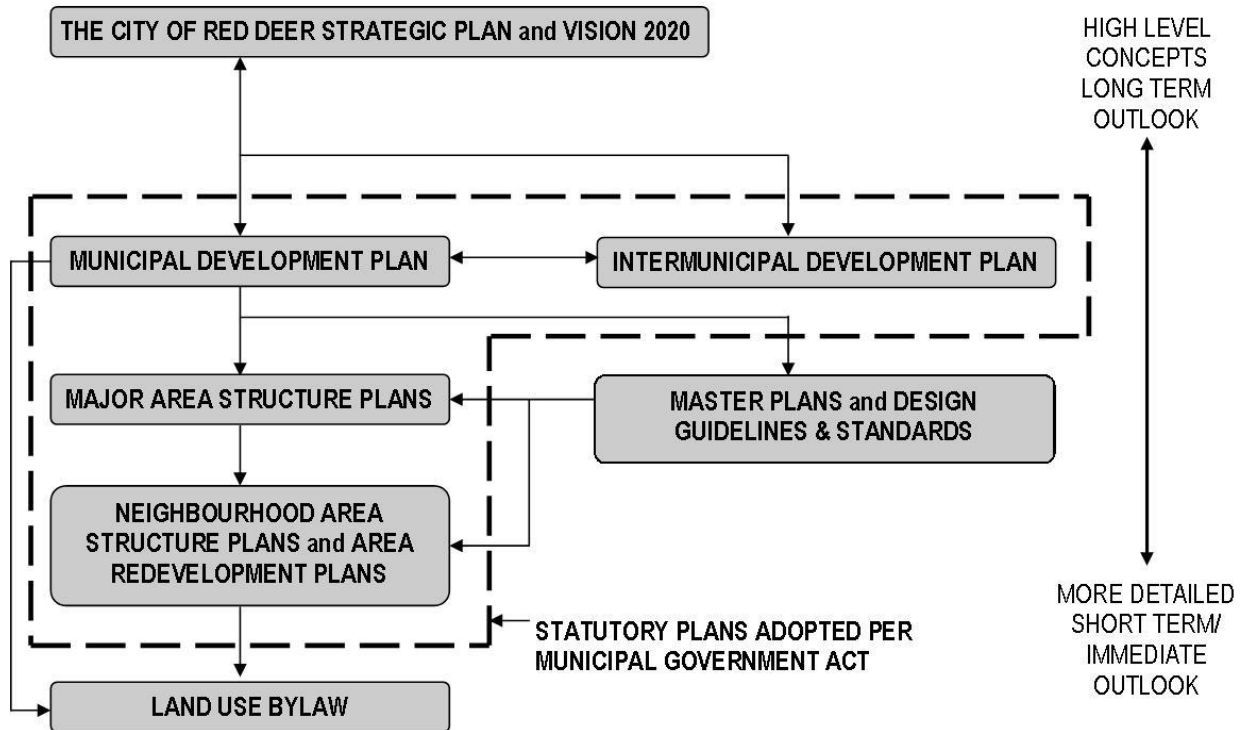 THE CITY OF RED DEER STRATEGIC PLAN and VISION 2020
HIGH LEVEL
CONCEPTS
LONG TERM
OUTLOOK
MUNICIPAL DEVELOPMENT PLAN
INTERMUNICIPAL DEVELOPMENT PLAN
MAJOR AREA STRUCTURE PLANS
MASTER PLANS and DESIGN
GUIDELINES & STANDARDS
NEIGHBOURHOOD AREA
STRUCTURE PLANS and AREA
REDEVELOPMENT PLANS
STATUTORY PLANS ADOPTED PER
MUNICIPAL GOVERNMENT ACT
MORE DETAILED
SHORT TERM/
IMMEDIATE
OUTLOOK
LAND USE BYLAW